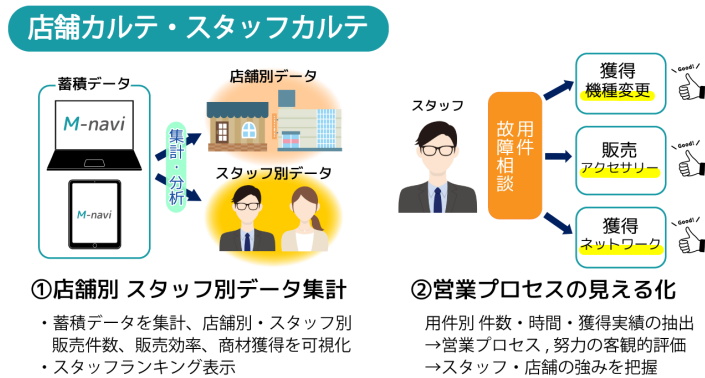 店舗カルテ・スタッフカルテ
蓄積データ
M-navi
M-navi
集計・分析
店舗別データ
スタッフ別データ
①店舗別 スタッフ別データ集計
・蓄積データを集計、店舗別・スタッフ別
販売件数、販売効率、商材獲得を可視化
・スタッフランキング表示
スタッフ
用件
故障相談
獲得
機種変更
Good!
販売
アクセサリー
Good!
獲得
ネットワーク
Good!
②営業プロセスの見える化
用件別 件数・時間・獲得実績の抽出
→営業プロセス , 努力の客観的評価
→スタッフ・店舗の強みを把握